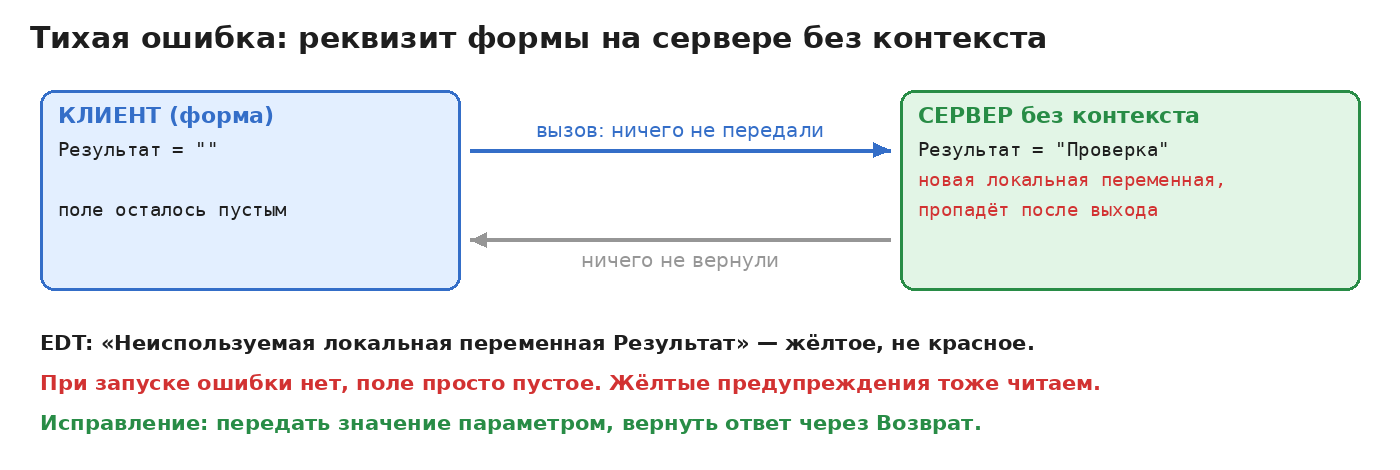 Тихая ошибка: реквизит формы на сервере без контекста
КЛИЕНТ (форма)
Результат = ""
поле осталось пустым
вызов: ничего не передали
ничего не вернули
СЕРВЕР без контекста
Результат = "Проверка"
новая локальная переменная,
пропадёт после выхода
EDT: «Неиспользуемая локальная переменная Результат» — жёлтое, не красное.
При запуске ошибки нет, поле просто пустое. Жёлтые предупреждения тоже читаем.
Исправление: передать значение параметром, вернуть ответ через Возврат.